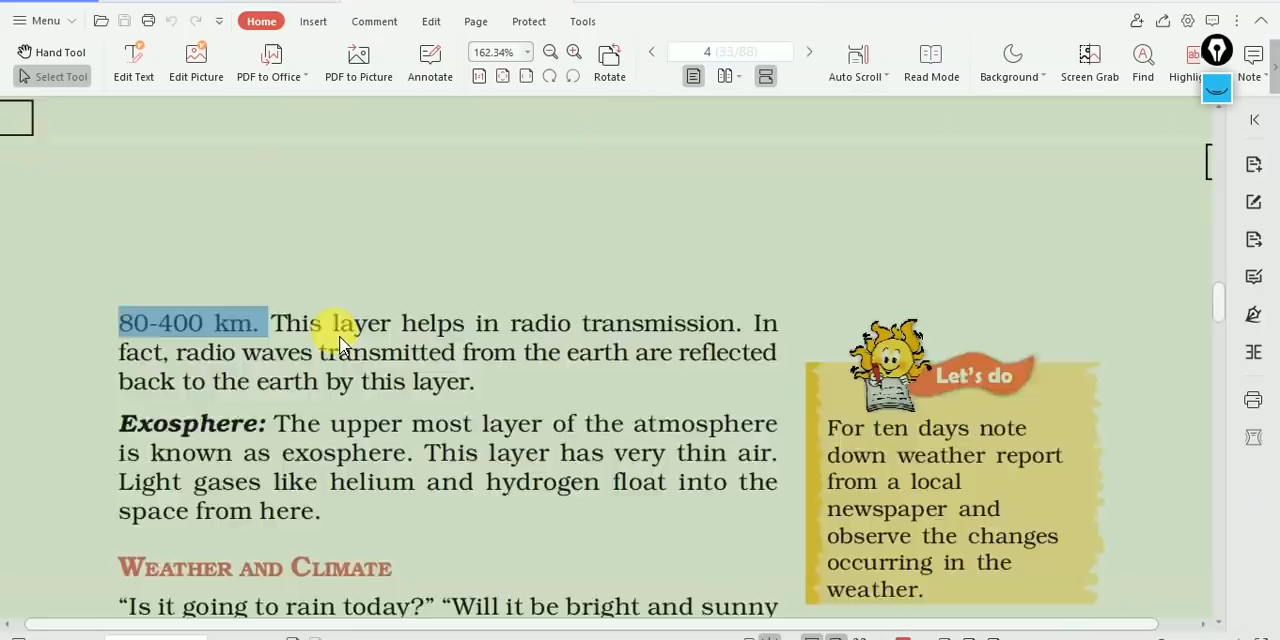 Menu
Home
Insert
Comment
Edit
Page
Protect
Tools
Hand Tool
Select Tool
Edit Text
Edit Picture
PDF to Office
PDF to Picture
Annotate
162.34%
Rotate
4 (33/88)
Auto Scroll
Read Mode
Background
Screen Grab
Find
Note
80-400 km. This layer helps in radio transmission. In
fact, radio waves transmitted from the earth are reflected
back to the earth by this layer.
Exosphere: The upper most layer of the atmosphere
is known as exosphere. This layer has very thin air.
Light gases like helium and hydrogen float into the
space from here.
WEATHER AND CLIMATE
“Is it going to rain today?” “Will it be bright and sunny
Let’s do
For ten days note
down weather report
from a local
newspaper and
observe the changes
occurring in the
weather.